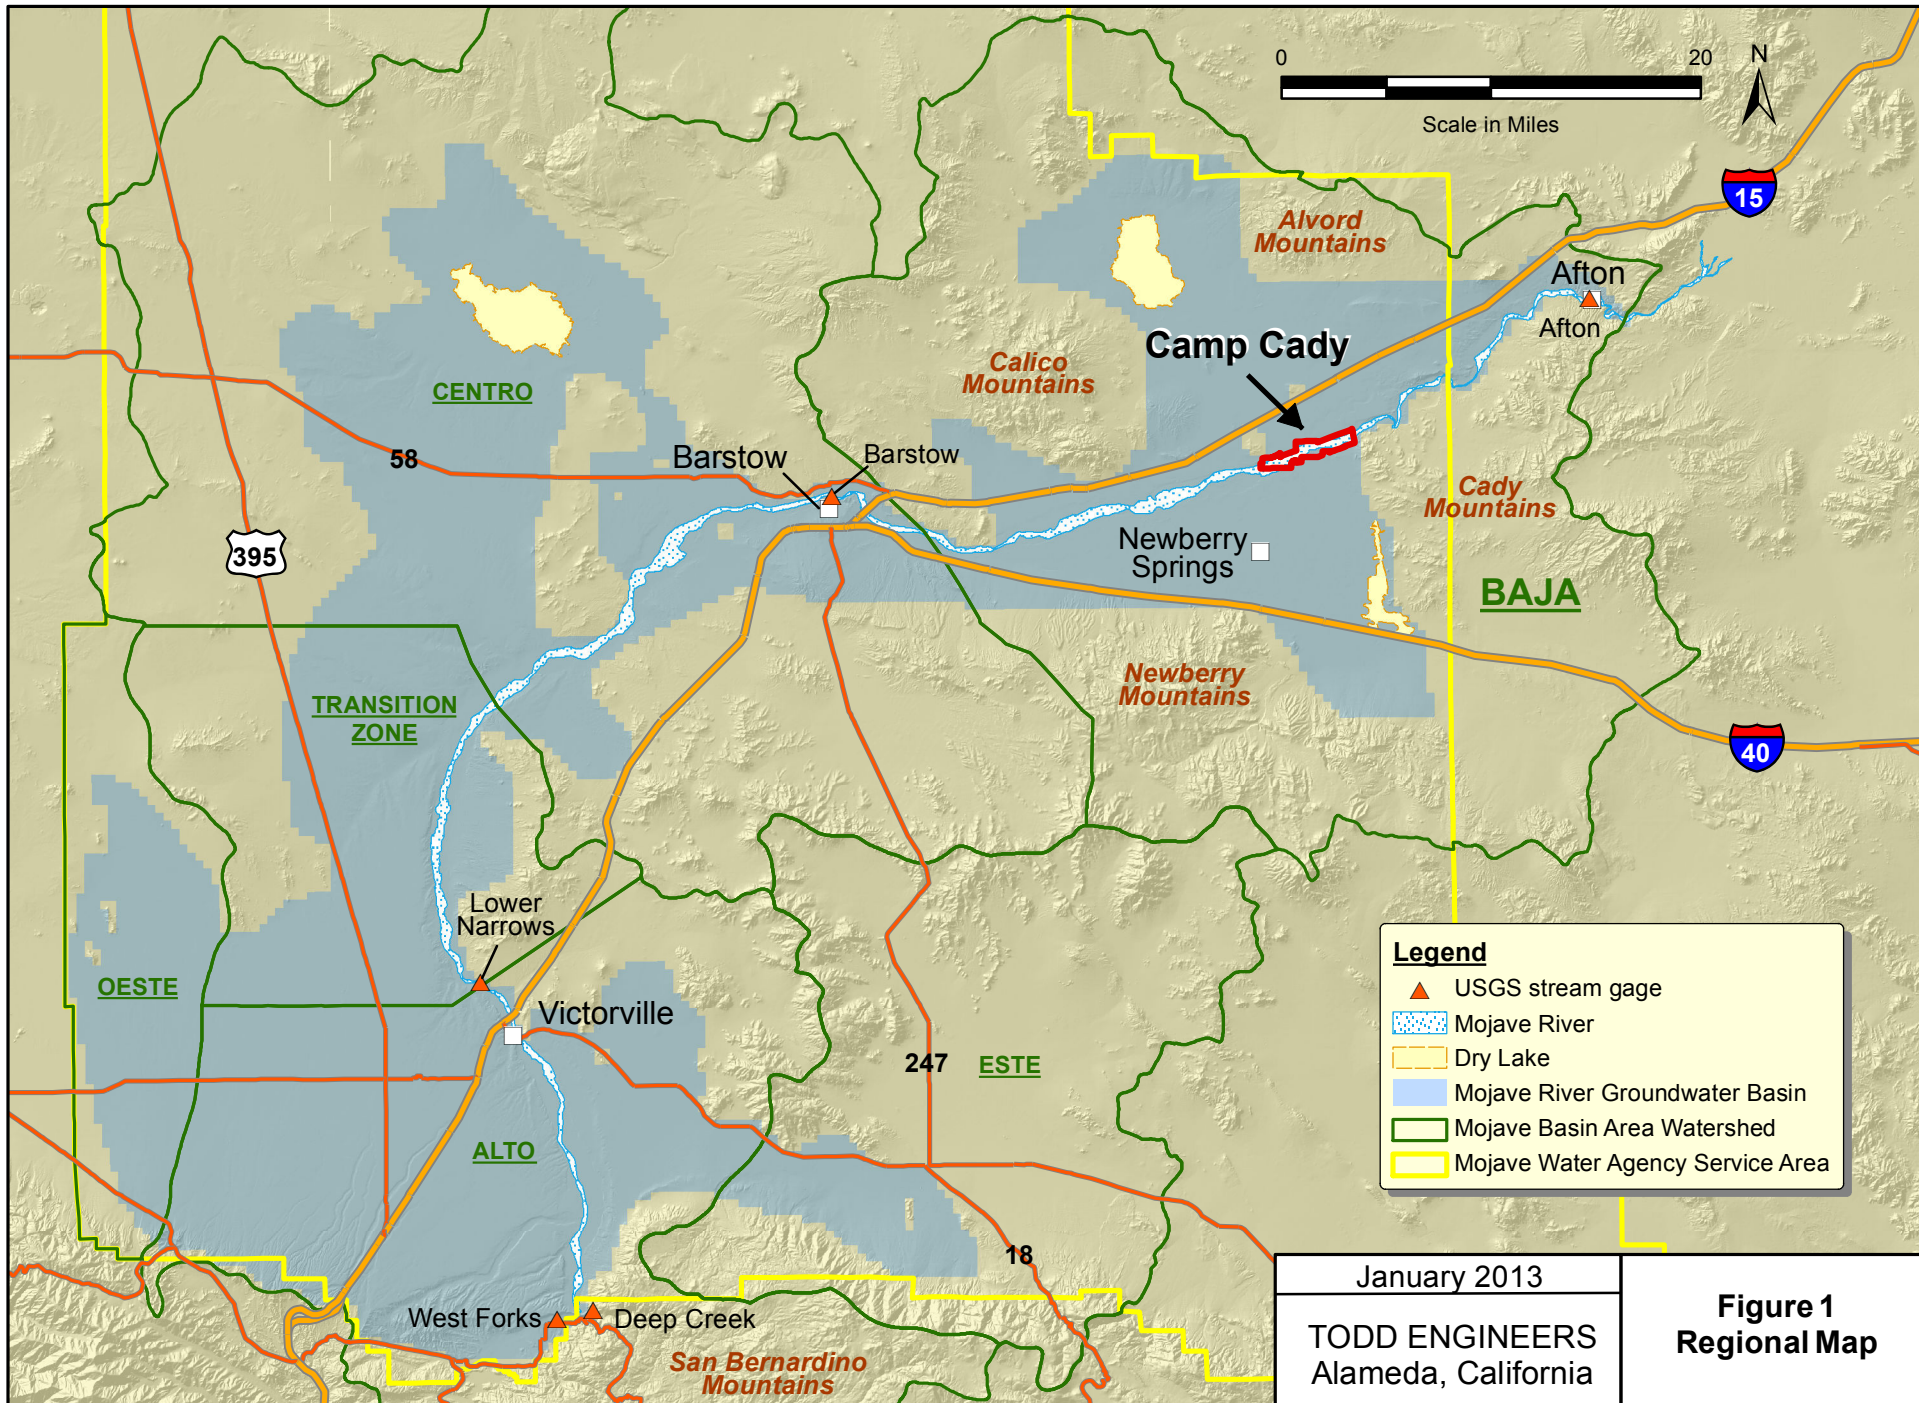 0
20
N
Scale in Miles
15
Alvord
Mountains
Afton
Afton
Camp Cady
Calico
Mountains
CENTRO
58
Barstow
Barstow
Cady
Mountains
395
Newberry
Springs
BAJA
Newberry
Mountains
TRANSITION
ZONE
40
Lower
Narrows
OESTE
Victorville
247
ESTE
ALTO
18
West Forks
Deep Creek
San Bernardino
Mountains
Legend
USGS stream gage
Mojave River
Dry Lake
Mojave River Groundwater Basin
Mojave Basin Area Watershed
Mojave Water Agency Service Area
January 2013
TODD ENGINEERS
Alameda, California
Figure 1
Regional Map